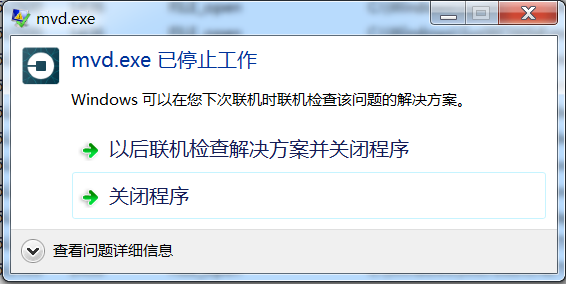 mvd.exe
mvd.exe 已停止工作
Windows 可以在您下次联机时联机检查该问题的解决方案。
以后联机检查解决方案并关闭程序
关闭程序
查看问题详细信息